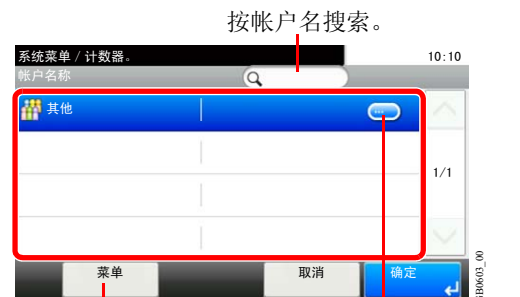 按帐户名搜索。
系统菜单 / 计数器。
10:10
帐户名称
其他
...
1/1
菜单
取消
确定
GB0603_00